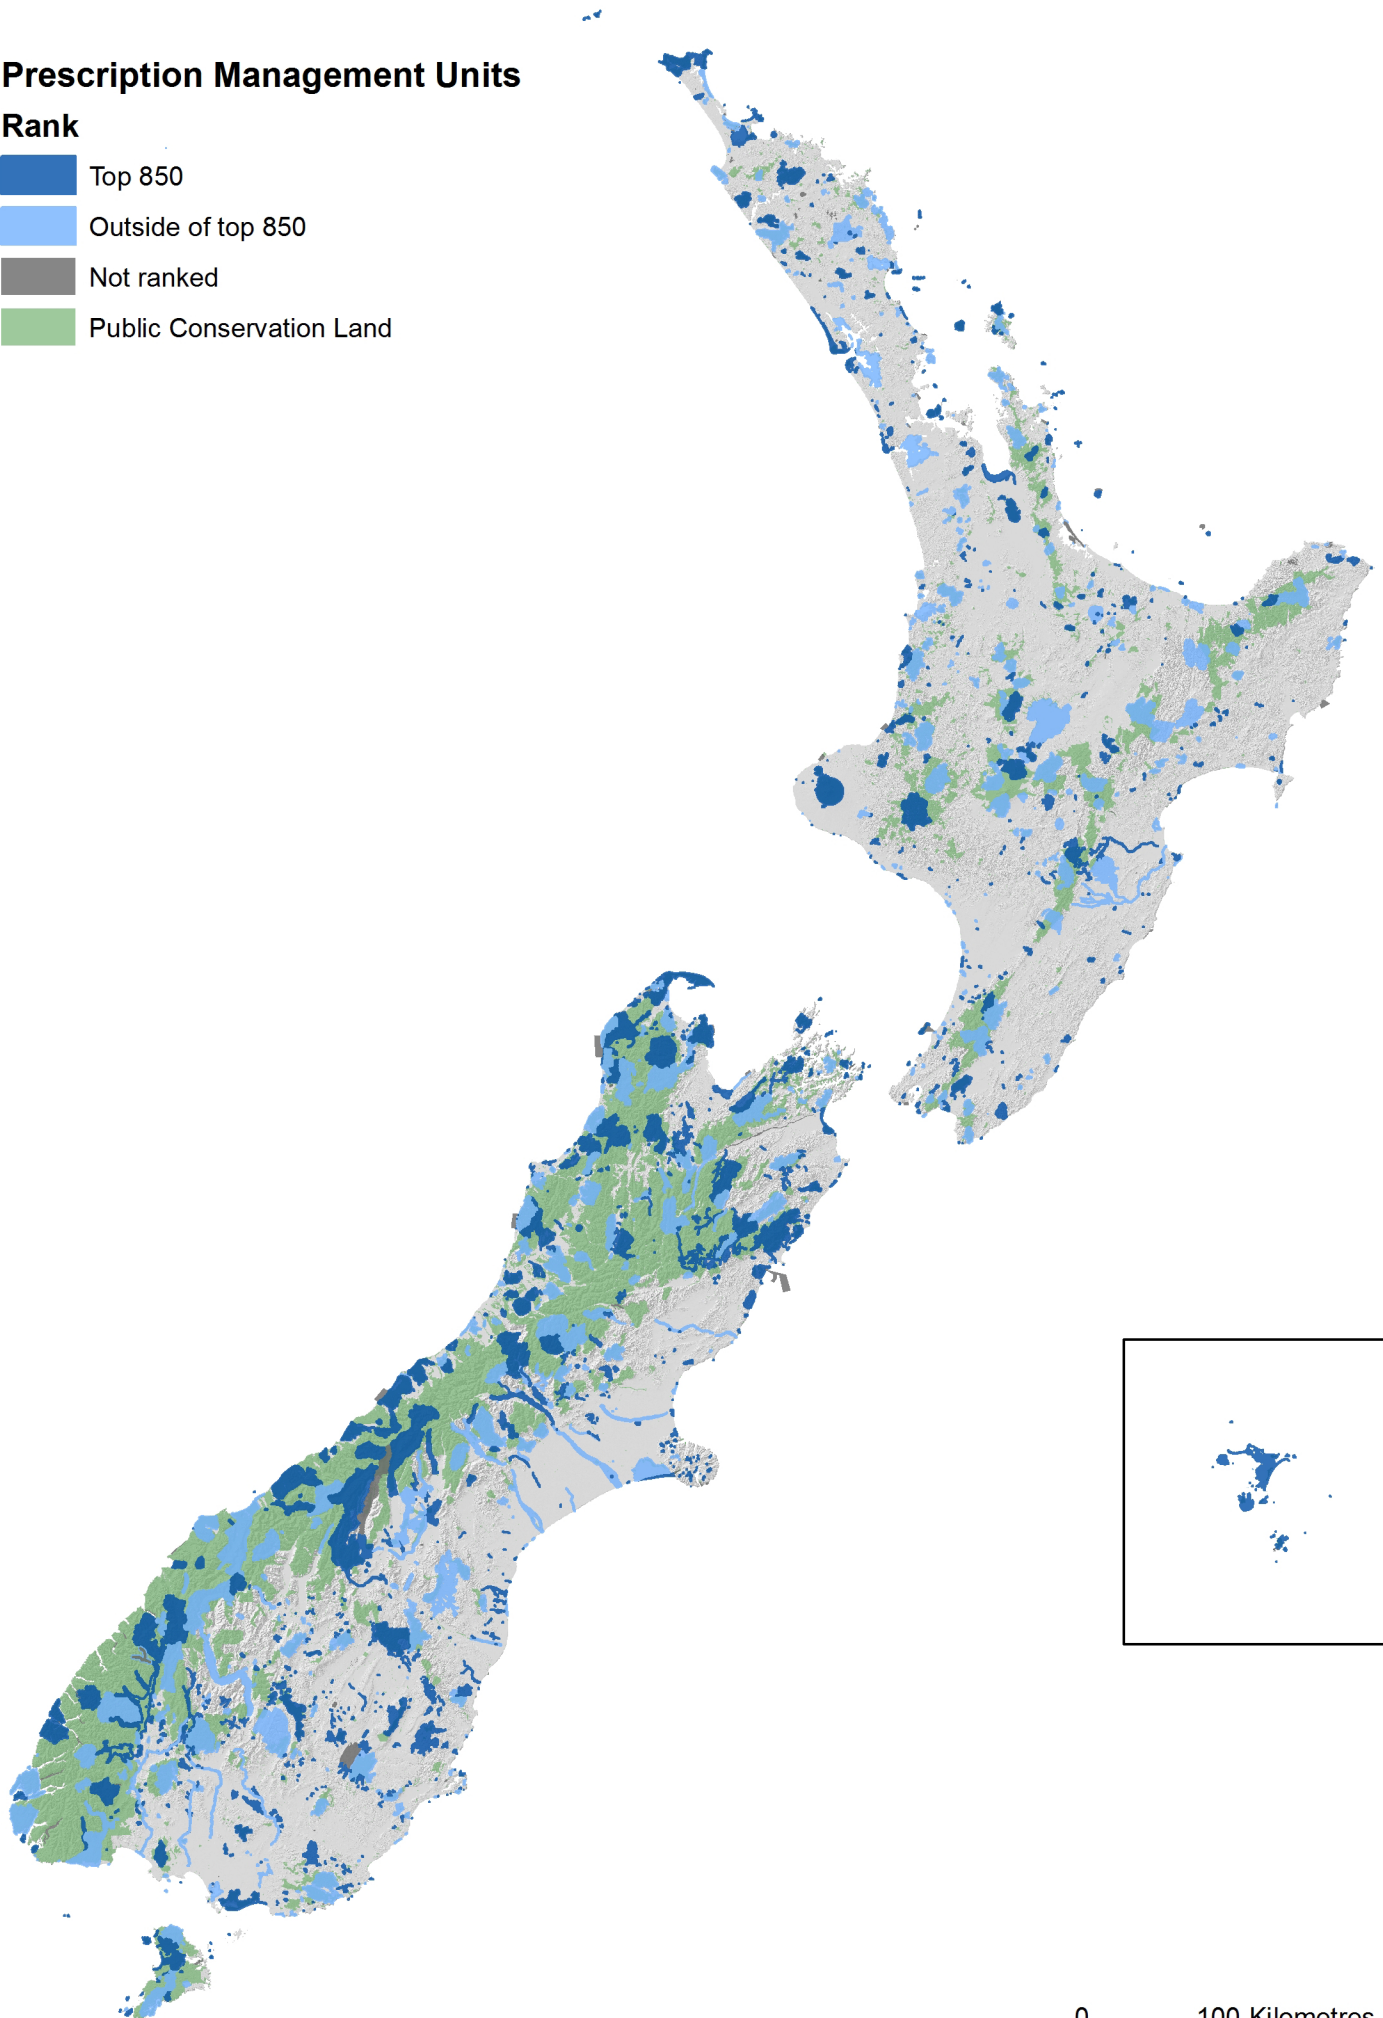 Prescription Management Units
Rank
Top 850
Outside of top 850
Not ranked
Public Conservation Land
0 100 Kilometres